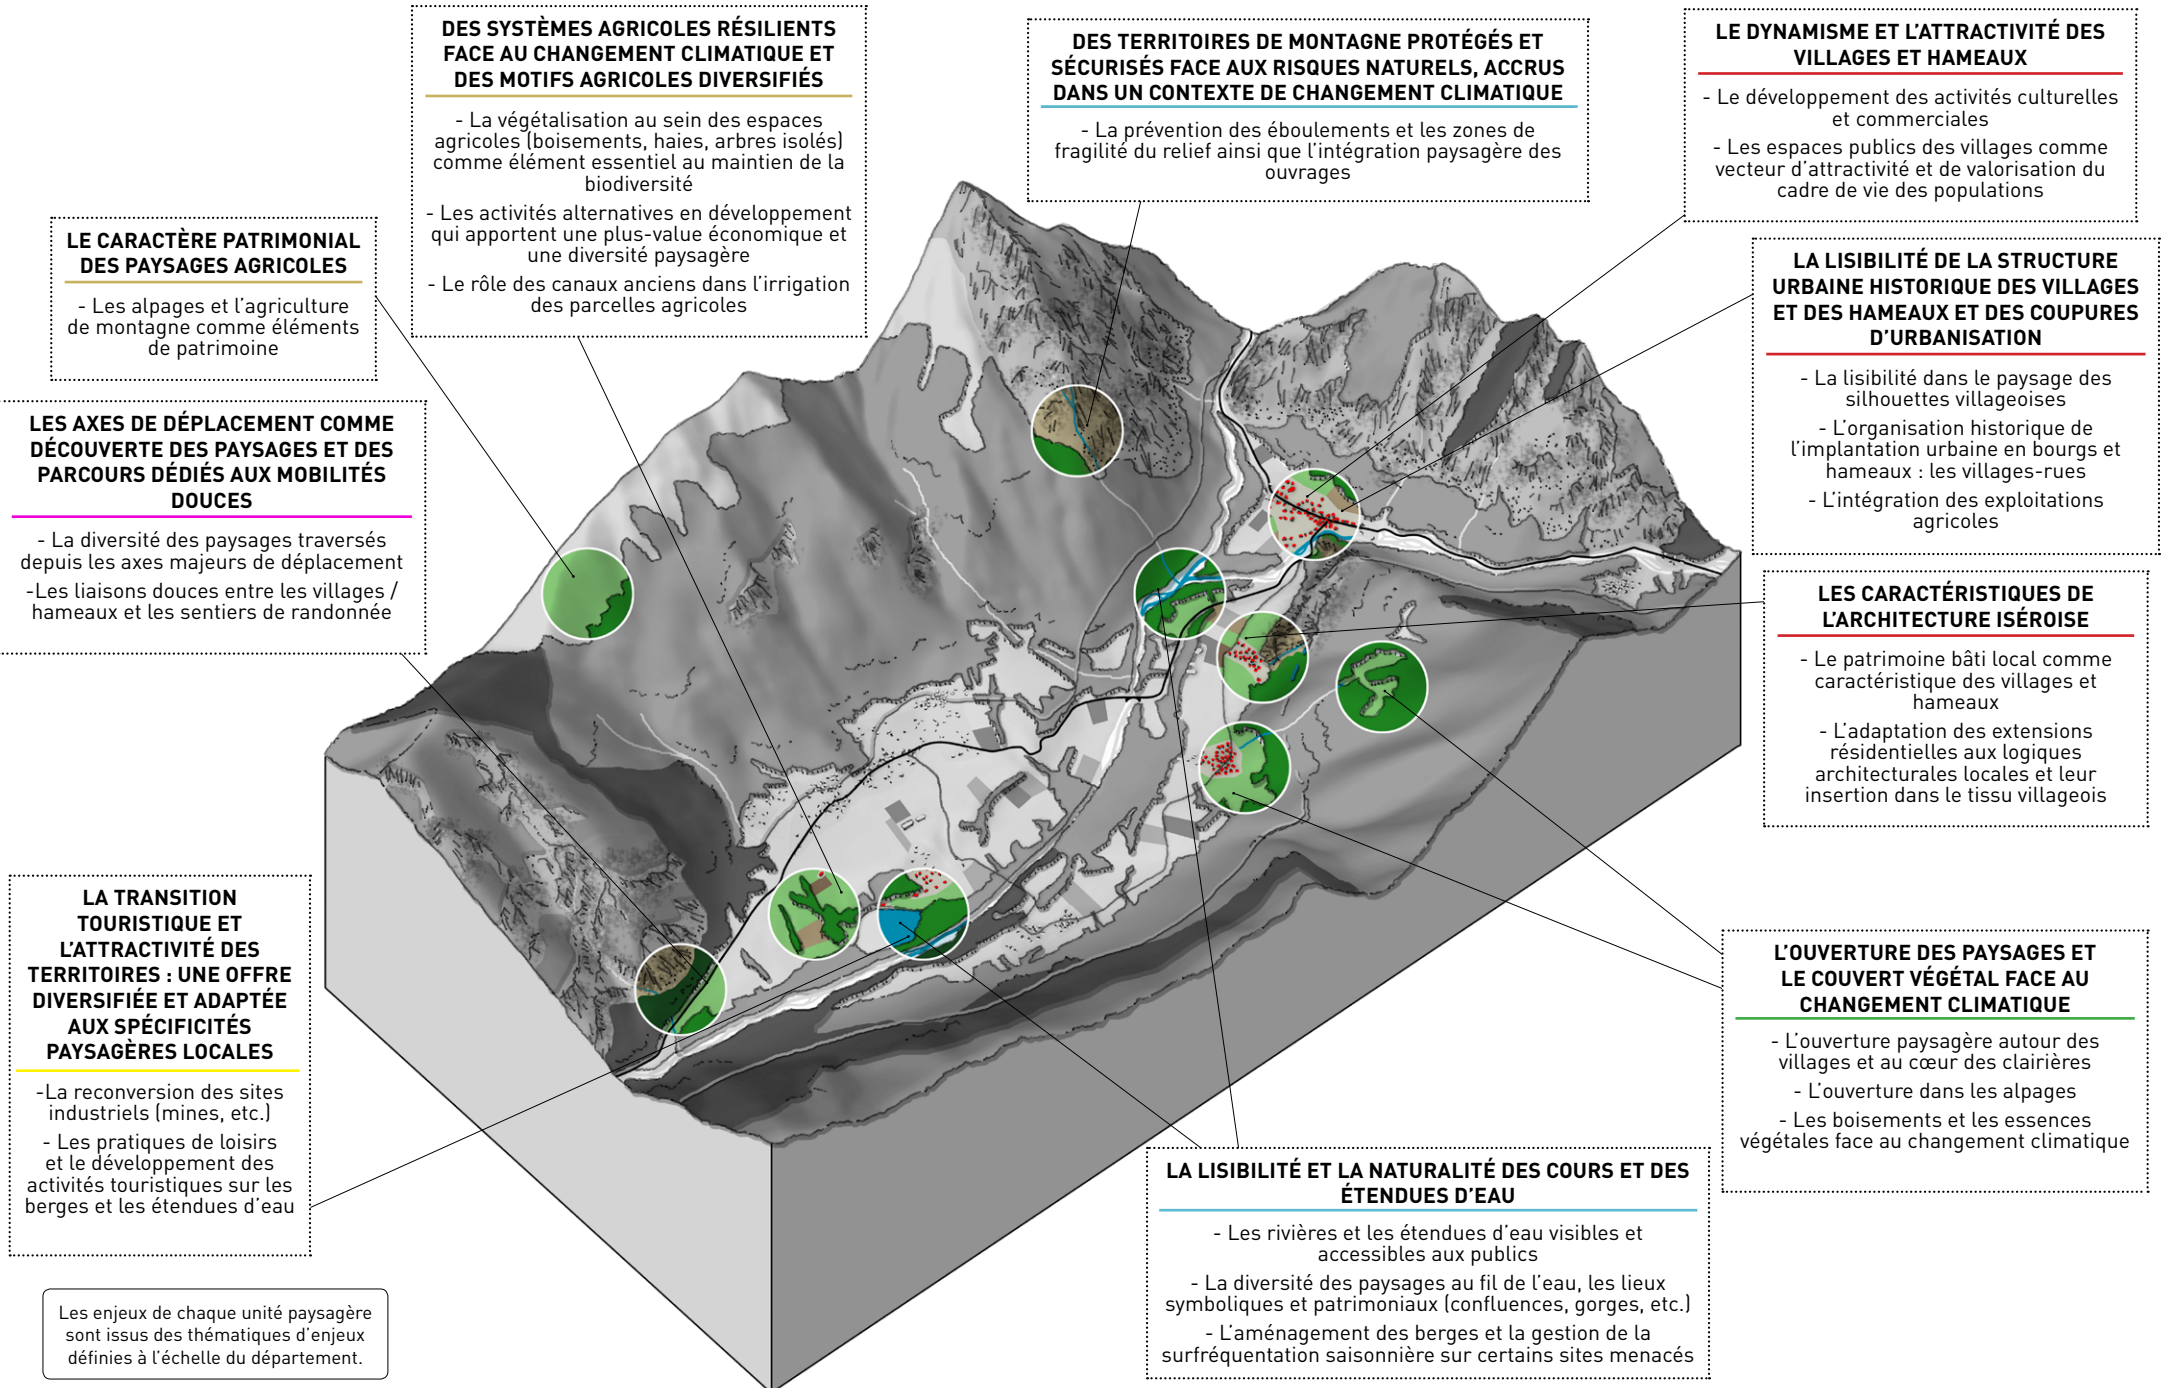 DES SYSTÈMES AGRICOLES RÉSILIENTS
FACE AU CHANGEMENT CLIMATIQUE ET
DES MOTIFS AGRICOLES DIVERSIFIÉS
- La végétalisation au sein des espaces
agricoles (boisements, haies, arbres isolés)
comme élément essentiel au maintien de la
biodiversité
- Les activités alternatives en développement
qui apportent une plus-value économique et
une diversité paysagère
- Le rôle des canaux anciens dans l'irrigation
des parcelles agricoles
DES TERRITOIRES DE MONTAGNE PROTÉGÉS ET
SÉCURISÉS FACE AUX RISQUES NATURELS, ACCRUS
DANS UN CONTEXTE DE CHANGEMENT CLIMATIQUE
- La prévention des éboulements et les zones de
fragilité du relief ainsi que l'intégration paysagère des
ouvrages
LE DYNAMISME ET L'ATTRACTIVITÉ DES
VILLAGES ET HAMEAUX
- Le développement des activités culturelles
et commerciales
- Les espaces publics des villages comme
vecteur d'attractivité et de valorisation du
cadre de vie des populations
LE CARACTÈRE PATRIMONIAL
DES PAYSAGES AGRICOLES
- Les alpages et l'agriculture
de montagne comme éléments
de patrimoine
LA LISIBILITÉ DE LA STRUCTURE
URBAINE HISTORIQUE DES VILLAGES
ET DES HAMEAUX ET DES COUPURES
D'URBANISATION
- La lisibilité dans le paysage des
silhouettes villageoises
- L'organisation historique de
l'implantation urbaine en bourgs et
hameaux : les villages-rues
- L'intégration des exploitations
agricoles
LES AXES DE DÉPLACEMENT COMME
DÉCOUVERTE DES PAYSAGES ET DES
PARCOURS DÉDIÉS AUX MOBILITÉS
DOUCES
- La diversité des paysages traversés
depuis les axes majeurs de déplacement
-Les liaisons douces entre les villages /
hameaux et les sentiers de randonnée
LES CARACTÉRISTIQUES DE
L'ARCHITECTURE ISÉROISE
- Le patrimoine bâti local comme
caractéristique des villages et
hameaux
- L'adaptation des extensions
résidentielles aux logiques
architecturales locales et leur
insertion dans le tissu villageois
LA TRANSITION
TOURISTIQUE ET
L'ATTRACTIVITÉ DES
TERRITOIRES : UNE OFFRE
DIVERSIFIÉE ET ADAPTÉE
AUX SPÉCIFICITÉS
PAYSAGÈRES LOCALES
-La reconversion des sites
industriels (mines, etc.)
- Les pratiques de loisirs
et le développement des
activités touristiques sur les
berges et les étendues d'eau
L'OUVERTURE DES PAYSAGES ET
LE COUVERT VÉGÉTAL FACE AU
CHANGEMENT CLIMATIQUE
- L'ouverture paysagère autour des
villages et au cœur des clairières
- L'ouverture dans les alpages
- Les boisements et les essences
végétales face au changement climatique
LA LISIBILITÉ ET LA NATURALITÉ DES COURS ET DES
ÉTENDUES D'EAU
- Les rivières et les étendues d'eau visibles et
accessibles aux publics
- La diversité des paysages au fil de l'eau, les lieux
symboliques et patrimoniaux (confluences, gorges, etc.)
- L'aménagement des berges et la gestion de la
surfréquentation saisonnière sur certains sites menacés
Les enjeux de chaque unité paysagère
sont issus des thématiques d'enjeux
définies à l'échelle du département.